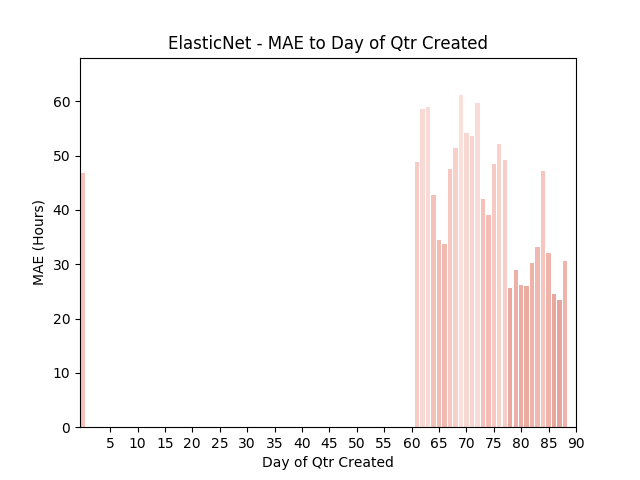 ElasticNet - MAE to Day of Qtr Created
MAE (Hours)
60
50
40
30
20
10
0
5 10 15 20 25 30 35 40 45 50 55 60 65 70 75 80 85 90
Day of Qtr Created